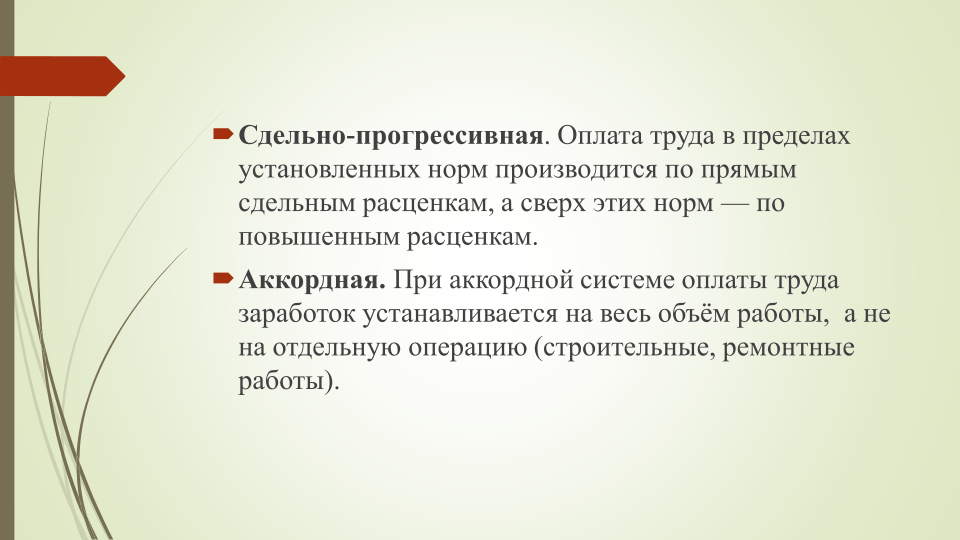 Сдельно-прогрессивная. Оплата труда в пределах
установленных норм производится по прямым
сдельным расценкам, а сверх этих норм — по
повышенным расценкам.
Аккордная. При аккордной системе оплаты труда
заработок устанавливается на весь объём работы,  а не
на отдельную операцию (строительные, ремонтные
работы).